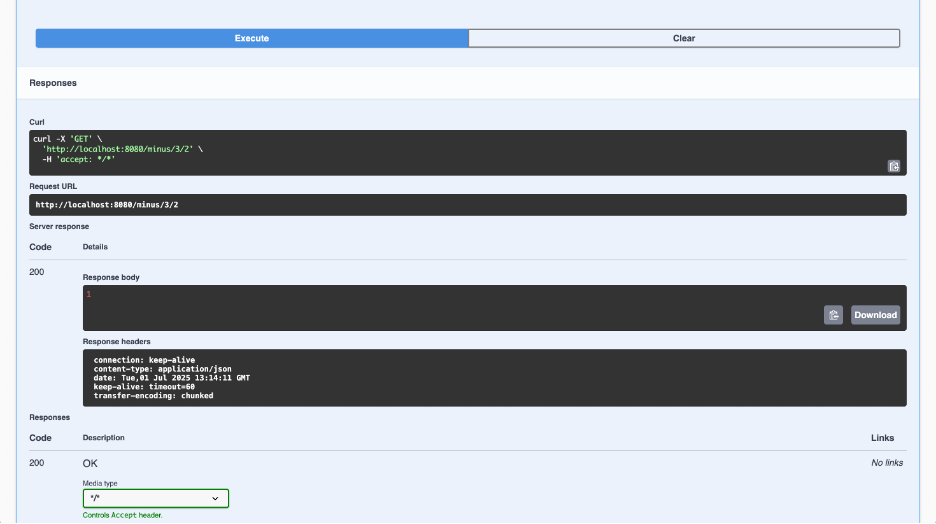 Execute Clear
Responses
Curl
curl -X 'GET' \
'http://localhost:8080/minus/3/2' \
-H 'accept: */*'
Request URL
http://localhost:8080/minus/3/2
Server response
Code Details
200
Response body
1
Download
Response headers
connection: keep-alive
content-type: application/json
date: Tue,01 Jul 2025 13:14:11 GMT
keep-alive: timeout=60
transfer-encoding: chunked
Responses
Code Description Links
200 OK No links
Media type
*/*
Controls Accept header.